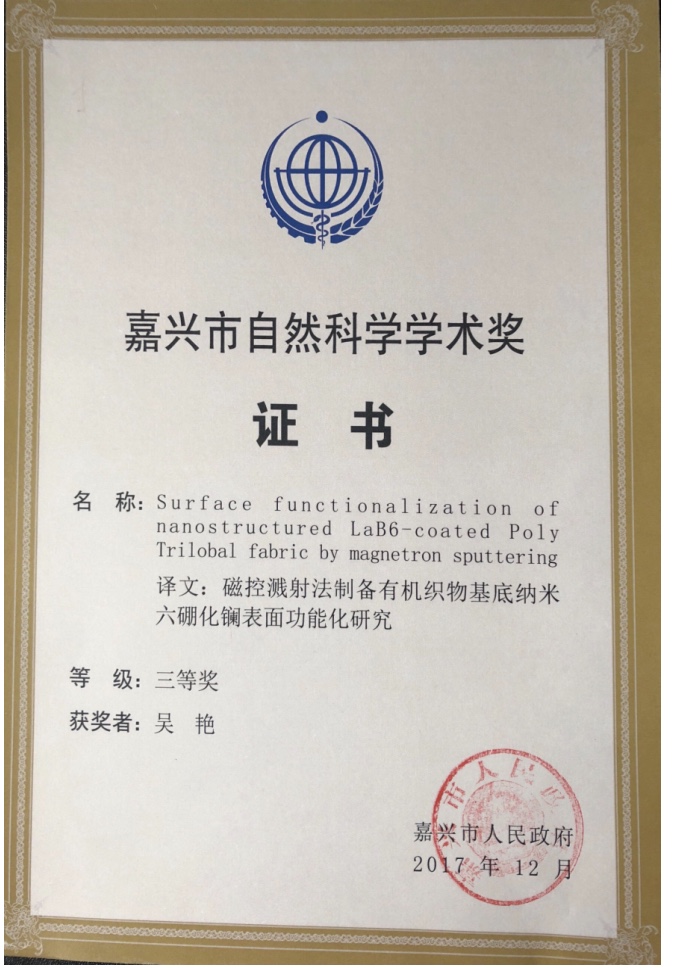 嘉兴市自然科学学术奖
证 书
名 称: Surface functionalization of
nanostructured LaB6-coated Poly
Trilobal fabric by magnetron sputtering
译文: 磁控溅射法制备有机织物基底纳米
六硼化镧表面功能化研究
等 级: 三等奖
获奖者: 吴 艳
嘉兴市人民政府
2017 年 12 月